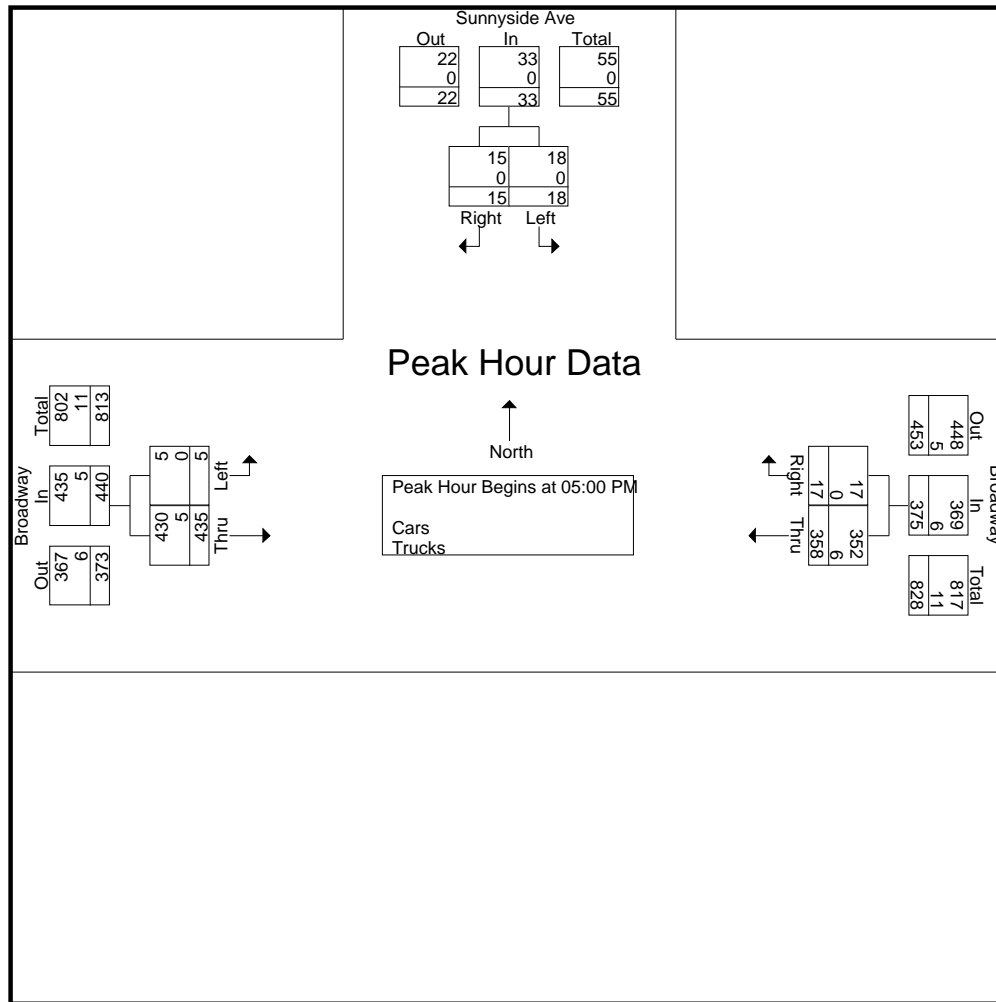 Sunnyside Ave
Out In Total
22 33 55
0 0 0
22 33 55
15 18
0 0
15 18
Right Left
Peak Hour Data
North
Peak Hour Begins at 05:00 PM
Cars
Trucks
Broadway
Out In Total
367 435 802
6 5 11
373 440 813
Thru Left
430 5
5 0
435 5
Broadway
Out In Total
448 369 817
5 6 11
453 375 828
Right Thru
17 352
0 6
17 358